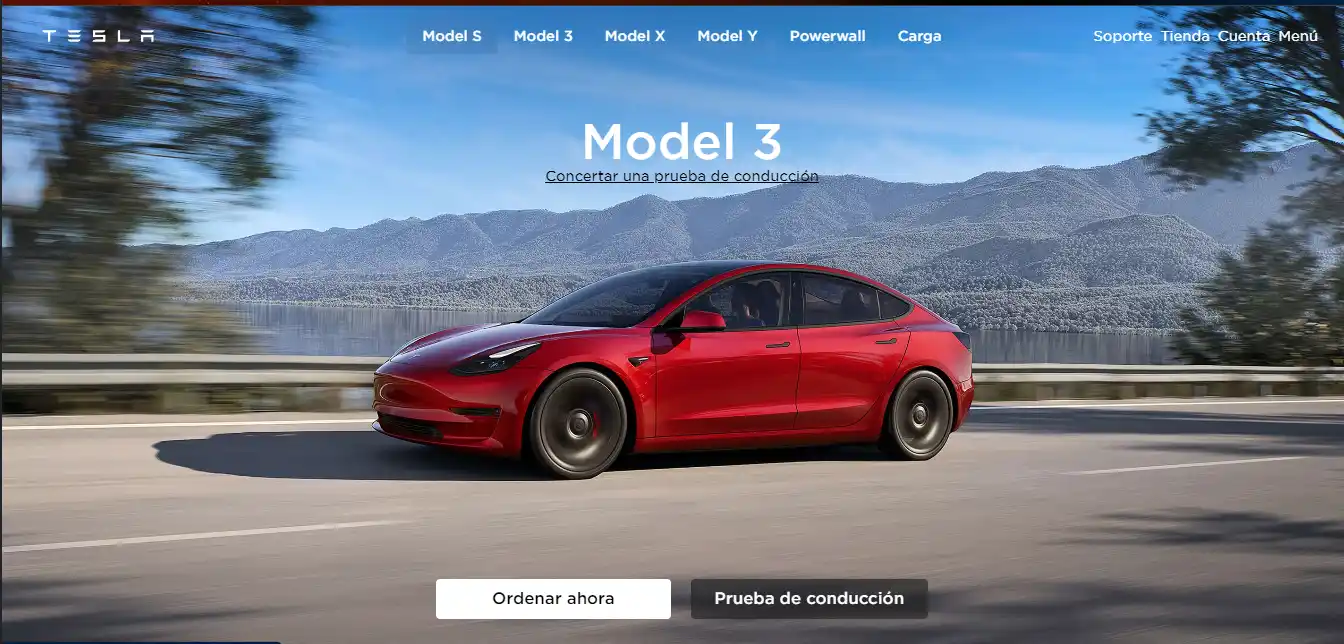 TESLA
Model S Model 3 Model X Model Y Powerwall Carga
Soporte Tienda Cuenta Menú
Model 3
Concertar una prueba de conducción
Ordenar ahora
Prueba de conducción